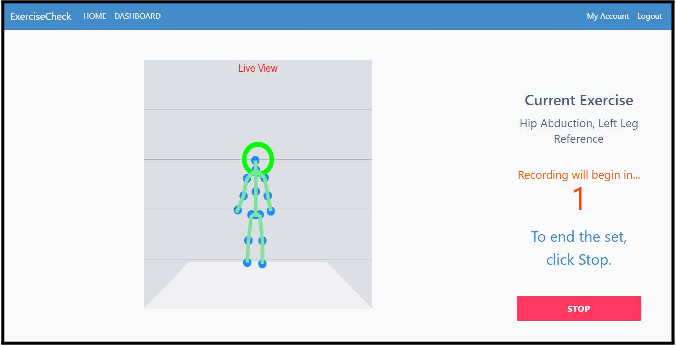 ExerciseCheck HOME DASHBOARD My Account Logout
Live View
Current Exercise
Hip Abduction, Left Leg
Reference
Recording will begin in...
1
To end the set,
click Stop.
STOP